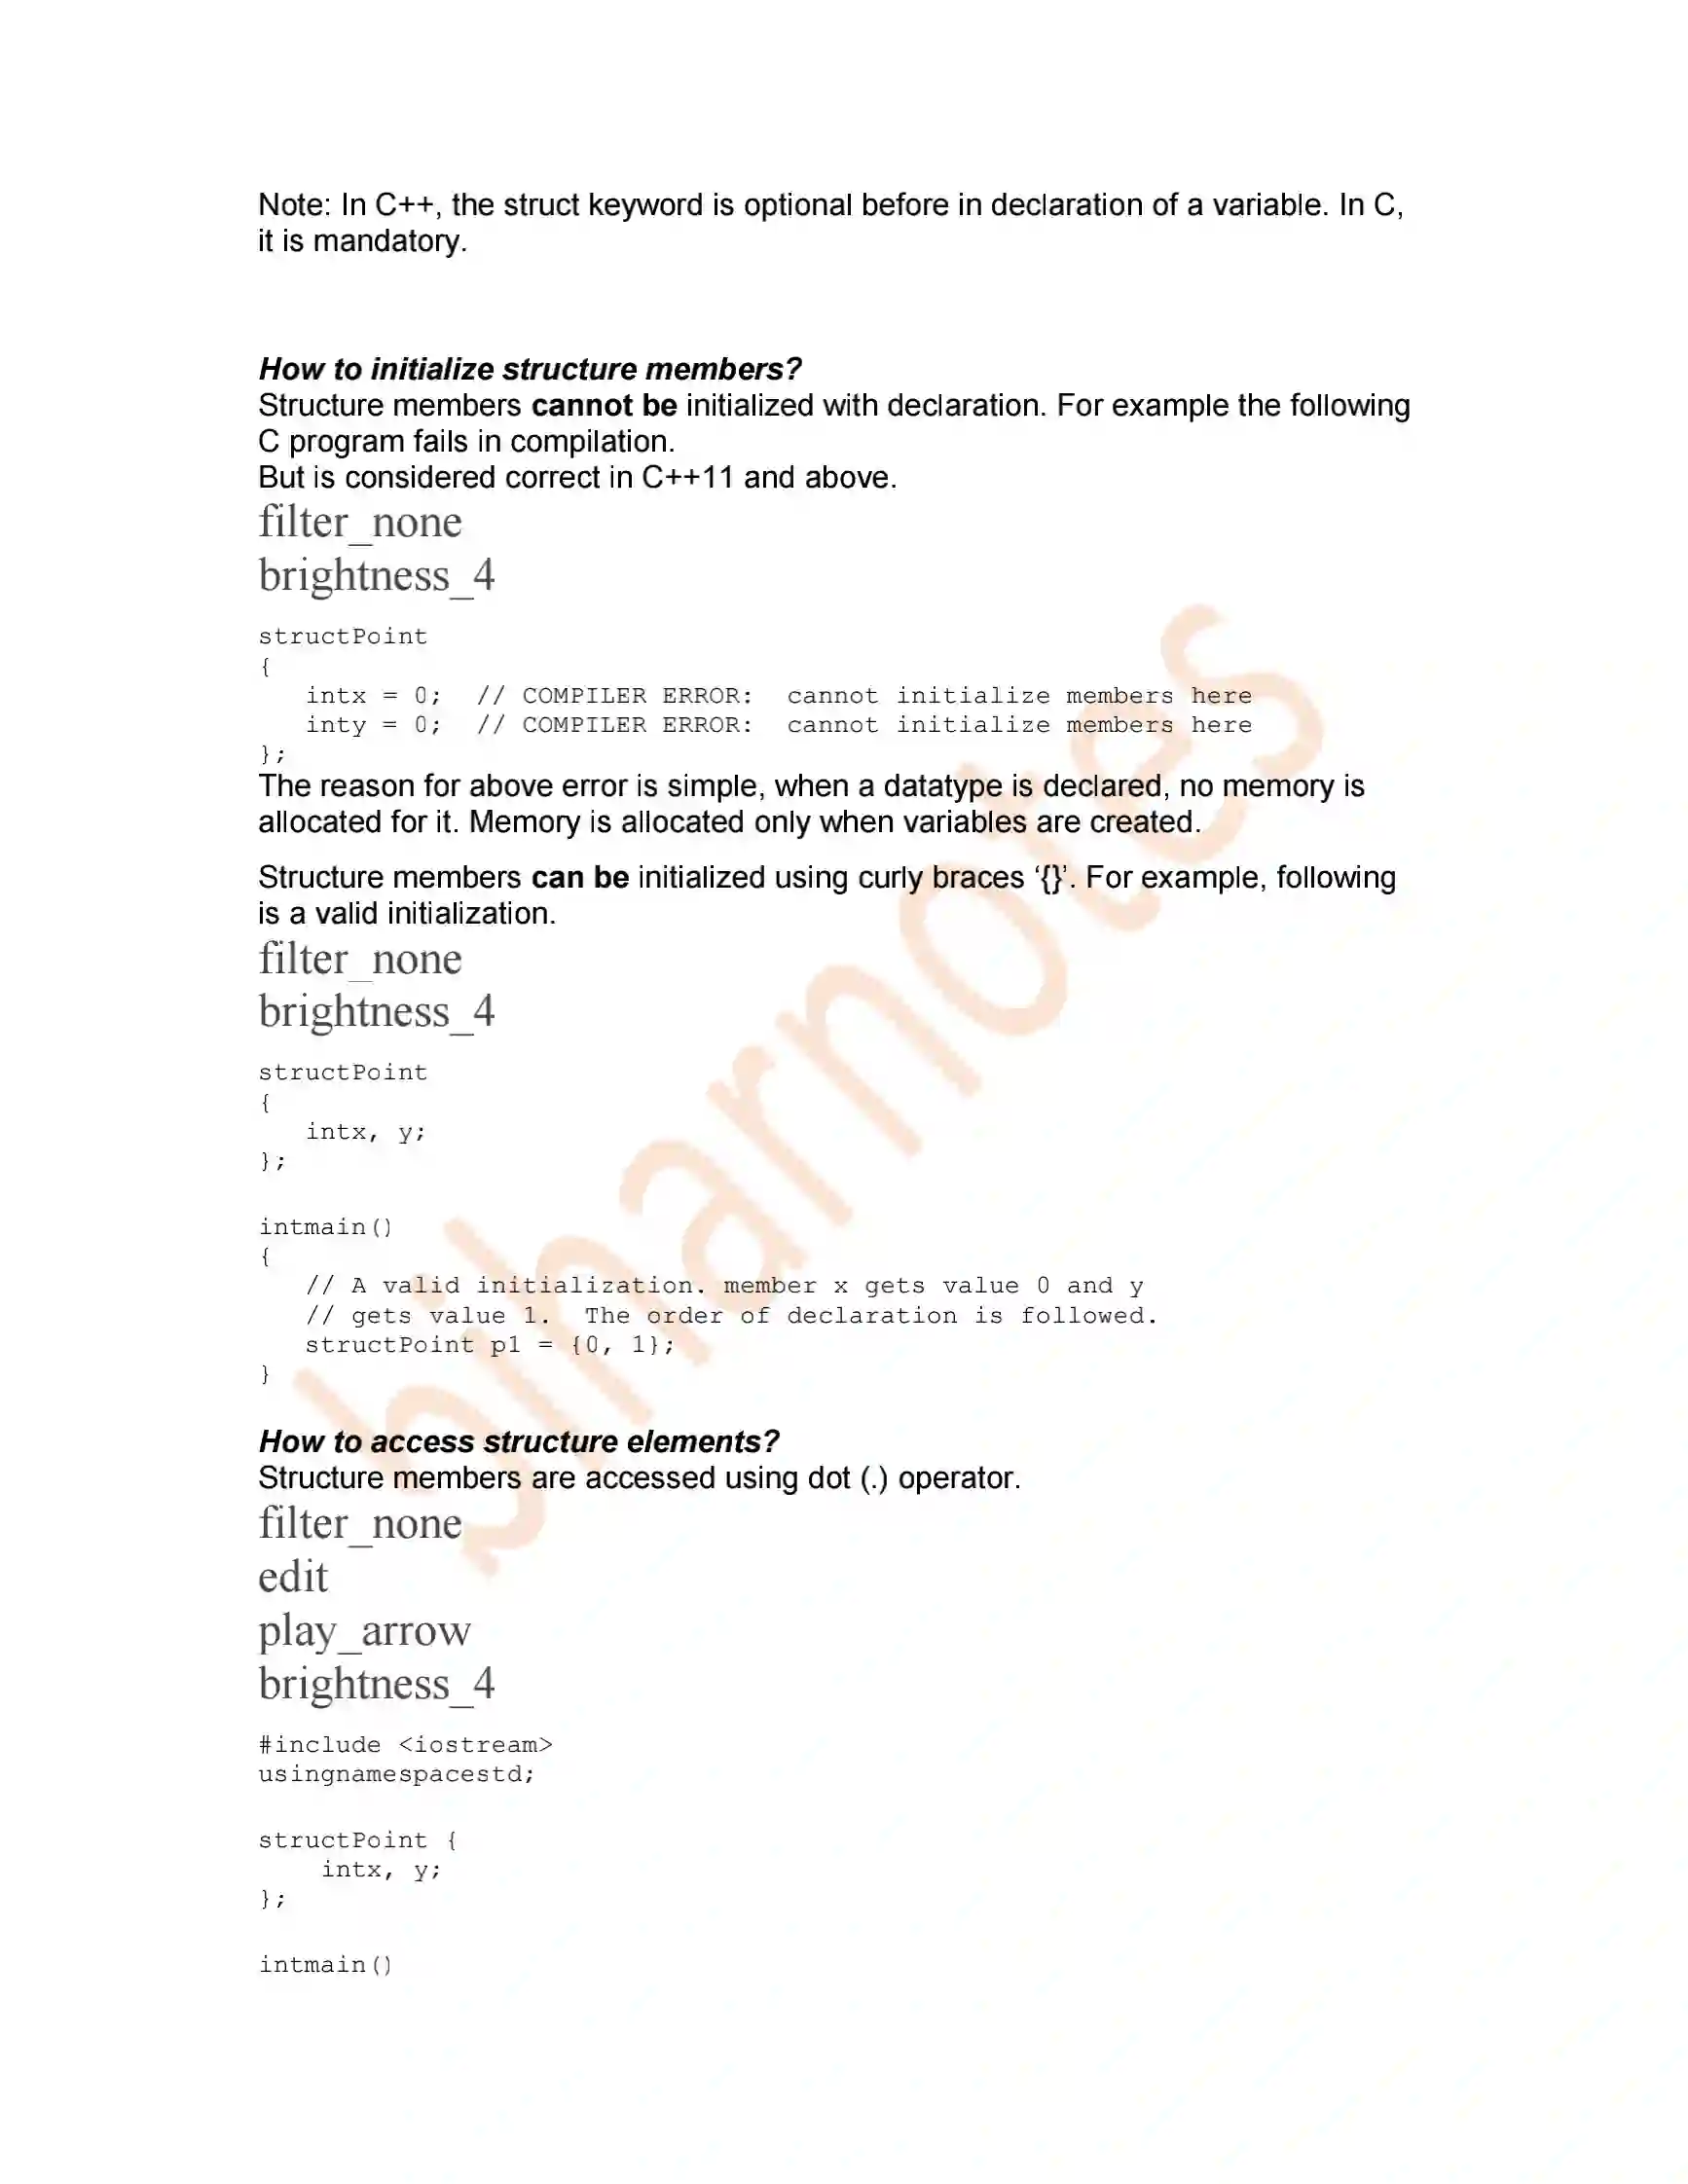 Note: In C++, the struct keyword is optional before in declaration of a variable. In C,
it is mandatory.
How to initialize structure members?
Structure members cannot be initialized with declaration. For example the following
C program fails in compilation.
But is considered correct in C++11 and above.
filter_none
brightness_4
structPoint
{
   intx = 0;  // COMPILER ERROR:  cannot initialize members here
   inty = 0;  // COMPILER ERROR:  cannot initialize members here
};
The reason for above error is simple, when a datatype is declared, no memory is
allocated for it. Memory is allocated only when variables are created.
Structure members can be initialized using curly braces ‘{}’. For example, following
is a valid initialization.
filter_none
brightness_4
structPoint
{
   intx, y;
};
intmain()
{
   // A valid initialization. member x gets value 0 and y
   // gets value 1.  The order of declaration is followed.
   structPoint p1 = {0, 1};
}
How to access structure elements?
Structure members are accessed using dot (.) operator.
filter_none
edit
play_arrow
brightness_4
#include <iostream>
usingnamespacestd;
structPoint {
    intx, y;
};
intmain()
bjharnotes